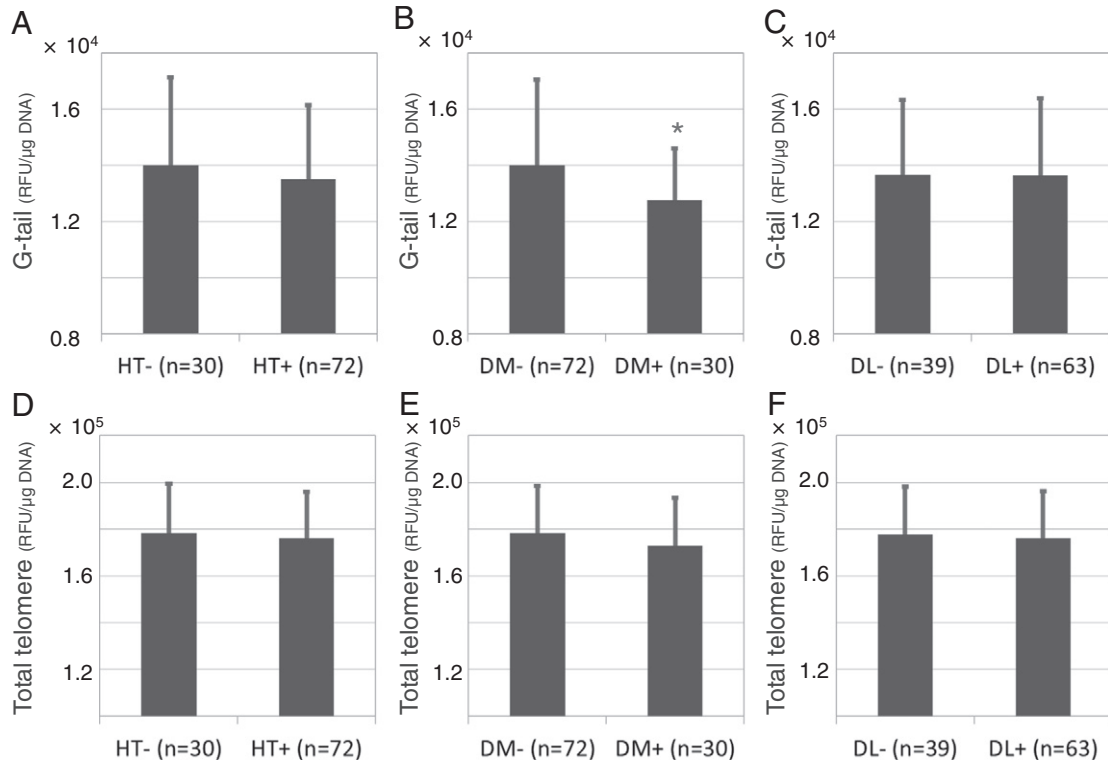 A
× 10⁴
G-tail (RFU/µg DNA)
1.6
1.2
0.8
HT- (n=30) HT+ (n=72)
B
× 10⁴
G-tail (RFU/µg DNA)
1.6
*
1.2
0.8
DM- (n=72) DM+ (n=30)
C
× 10⁴
G-tail (RFU/µg DNA)
1.6
1.2
0.8
DL- (n=39) DL+ (n=63)
D
× 10⁵
Total telomere (RFU/µg DNA)
2.0
1.6
1.2
HT- (n=30) HT+ (n=72)
E
× 10⁵
Total telomere (RFU/µg DNA)
2.0
1.6
1.2
DM- (n=72) DM+ (n=30)
F
× 10⁵
Total telomere (RFU/µg DNA)
2.0
1.6
1.2
DL- (n=39) DL+ (n=63)